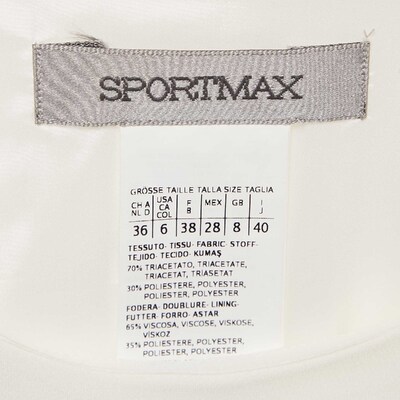 SPORTMAX
GRÖSSE TAILLE TALLA SIZE TAGLIA
CH A NL D USA CA COL F B MEX GB I J
36 6 38 28 8 40
TESSUTO· TISSU· FABRIC· STOFF·
TEJIDO· TECIDO· KUMAŞ
70% TRIACETATO, TRIACETATE,
TRIACETAT, TRIASETAT
30% POLIESTERE, POLYESTER,
POLIESTER, POLYESTER
FODERA· DOUBLURE· LINING·
FUTTER· FORRO· ASTAR
65% VISCOSA, VISCOSE, VISKOSE,
VİSKOZ
35% POLIESTERE, POLYESTER,
POLIESTER, POLYESTER